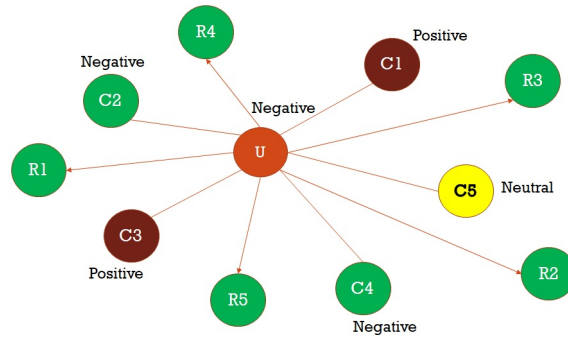 R4
Positive
Negative
C1
R3
C2
Negative
U
R1
C5
Neutral
C3
Positive
R2
C4
R5
Negative